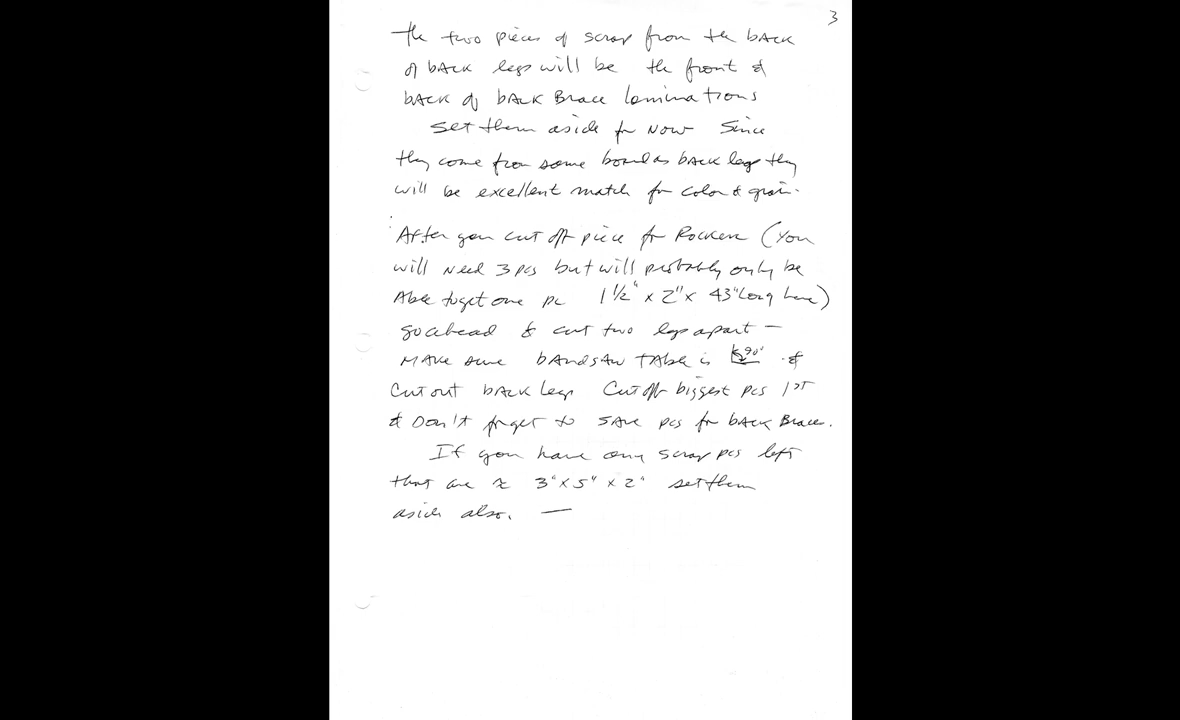 3
the two pieces of scrap from the back
of back legs will be the front &
back of back Brace laminations
Set them aside for now Since
they come from same board as back legs they
will be excellent match for color & grain.
After you cut off piece for Rockers (You
will need 3 pcs but will probably only be
Able to get one pc 1 1/2" x 2" x 43" Long here)
go ahead & cut two legs apart —
Make sure bandsaw table is 90° &
Cut out back legs Cut off biggest pcs 1st
& Don't forget to save pcs for back Brace.
If you have any scrap pcs left
that are ≈ 3" x 5" x 2" set them
aside also. —